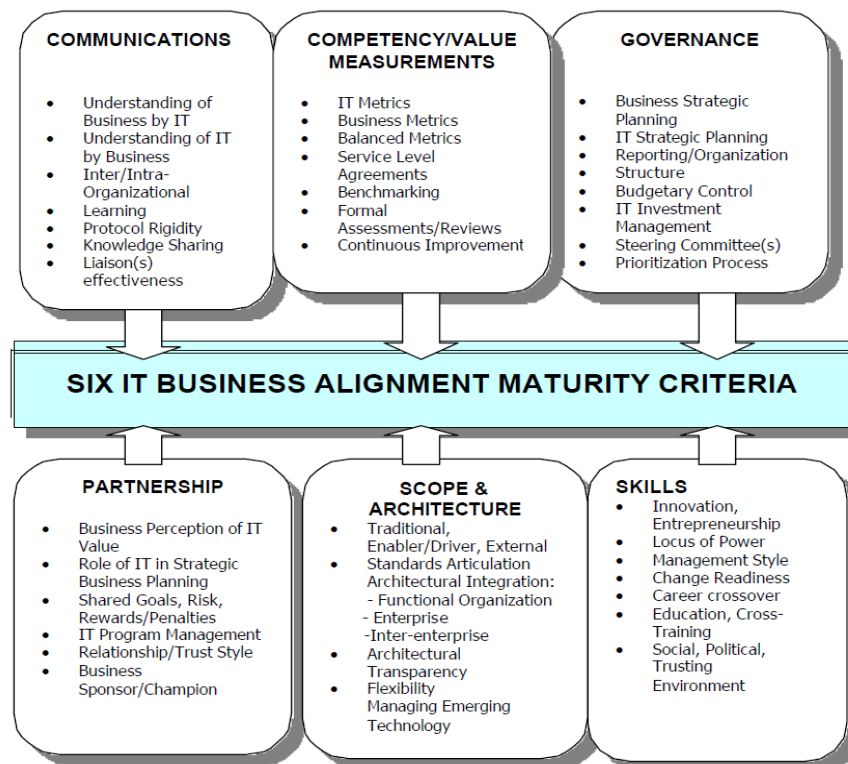 COMMUNICATIONS
• Understanding of
Business by IT
• Understanding of IT
by Business
• Inter/Intra-
Organizational
• Learning
• Protocol Rigidity
• Knowledge Sharing
• Liaison(s)
effectiveness
COMPETENCY/VALUE
MEASUREMENTS
• IT Metrics
• Business Metrics
• Balanced Metrics
• Service Level
Agreements
• Benchmarking
• Formal
Assessments/Reviews
• Continuous Improvement
GOVERNANCE
• Business Strategic
Planning
• IT Strategic Planning
• Reporting/Organization
• Structure
• Budgetary Control
• IT Investment
Management
• Steering Committee(s)
• Prioritization Process
SIX IT BUSINESS ALIGNMENT MATURITY CRITERIA
PARTNERSHIP
• Business Perception of IT
Value
• Role of IT in Strategic
Business Planning
• Shared Goals, Risk,
Rewards/Penalties
• IT Program Management
• Relationship/Trust Style
• Business
Sponsor/Champion
SCOPE &
ARCHITECTURE
• Traditional,
Enabler/Driver, External
• Standards Articulation
Architectural Integration:
- Functional Organization
- Enterprise
-Inter-enterprise
• Architectural
Transparency
• Flexibility
Managing Emerging
Technology
SKILLS
• Innovation,
Entrepreneurship
• Locus of Power
• Management Style
• Change Readiness
• Career crossover
• Education, Cross-
Training
• Social, Political,
Trusting
Environment